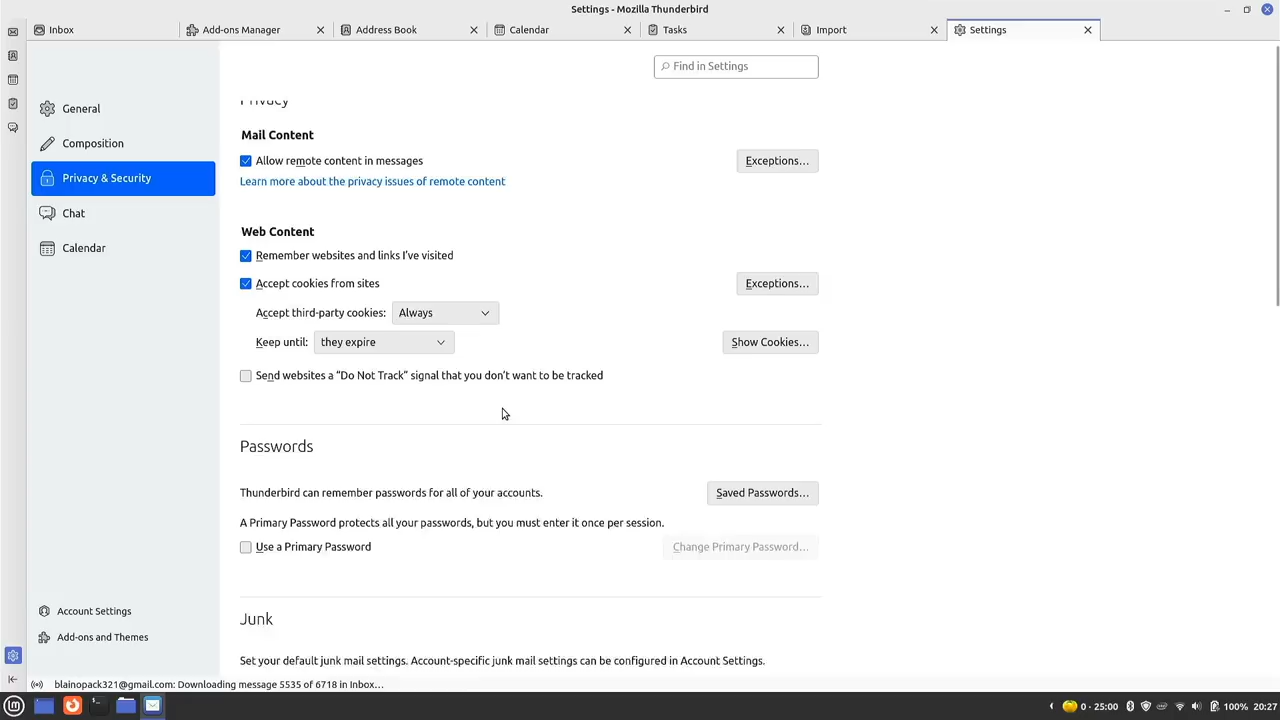 Settings - Mozilla Thunderbird
Inbox
Add-ons Manager
Address Book
Calendar
Tasks
Import
Settings
Find in Settings
General
Composition
Privacy & Security
Chat
Calendar
Privacy
Mail Content
Allow remote content in messages
Exceptions...
Learn more about the privacy issues of remote content
Web Content
Remember websites and links I've visited
Accept cookies from sites
Exceptions...
Accept third-party cookies: Always
Keep until: they expire
Show Cookies...
Send websites a “Do Not Track” signal that you don't want to be tracked
Passwords
Thunderbird can remember passwords for all of your accounts.
Saved Passwords...
A Primary Password protects all your passwords, but you must enter it once per session.
Use a Primary Password
Change Primary Password...
Junk
Set your default junk mail settings. Account-specific junk mail settings can be configured in Account Settings.
Account Settings
Add-ons and Themes
blainopack321@gmail.com: Downloading message 5535 of 6718 in Inbox...
0 · 25:00
100%
20:27